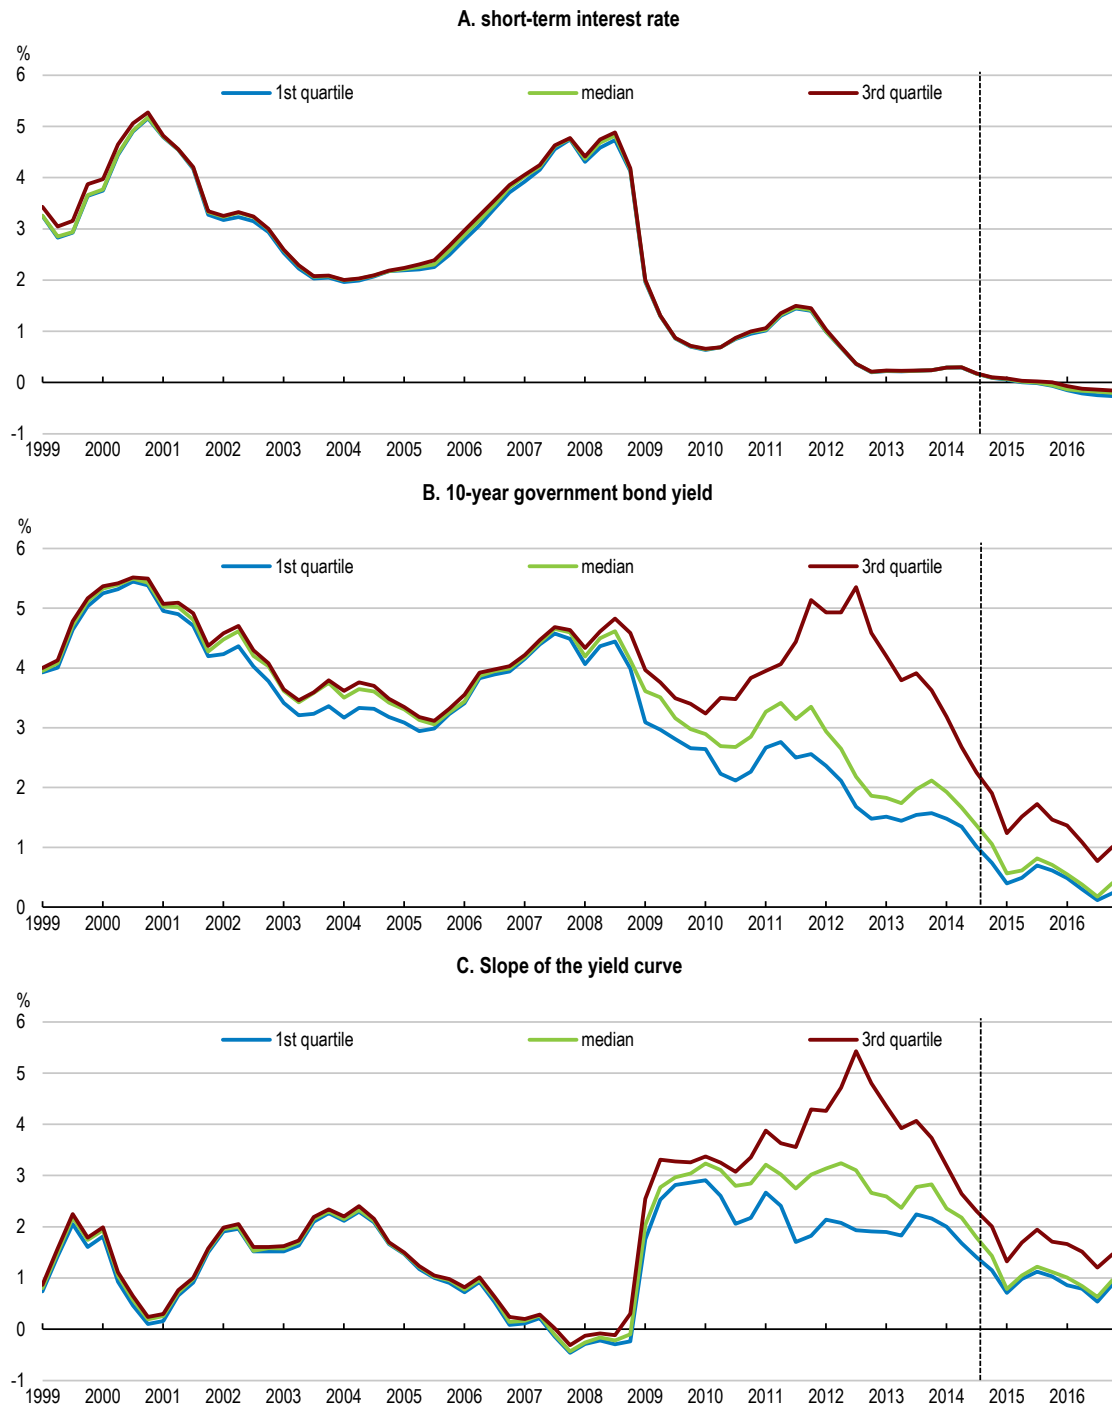 A. short-term interest rate
%
1st quartile median 3rd quartile
6
5
4
3
2
1
0
-1
1999 2000 2001 2002 2003 2004 2005 2006 2007 2008 2009 2010 2011 2012 2013 2014 2015 2016
B. 10-year government bond yield
%
1st quartile median 3rd quartile
6
5
4
3
2
1
0
1999 2000 2001 2002 2003 2004 2005 2006 2007 2008 2009 2010 2011 2012 2013 2014 2015 2016
C. Slope of the yield curve
%
1st quartile median 3rd quartile
6
5
4
3
2
1
0
-1
1999 2000 2001 2002 2003 2004 2005 2006 2007 2008 2009 2010 2011 2012 2013 2014 2015 2016